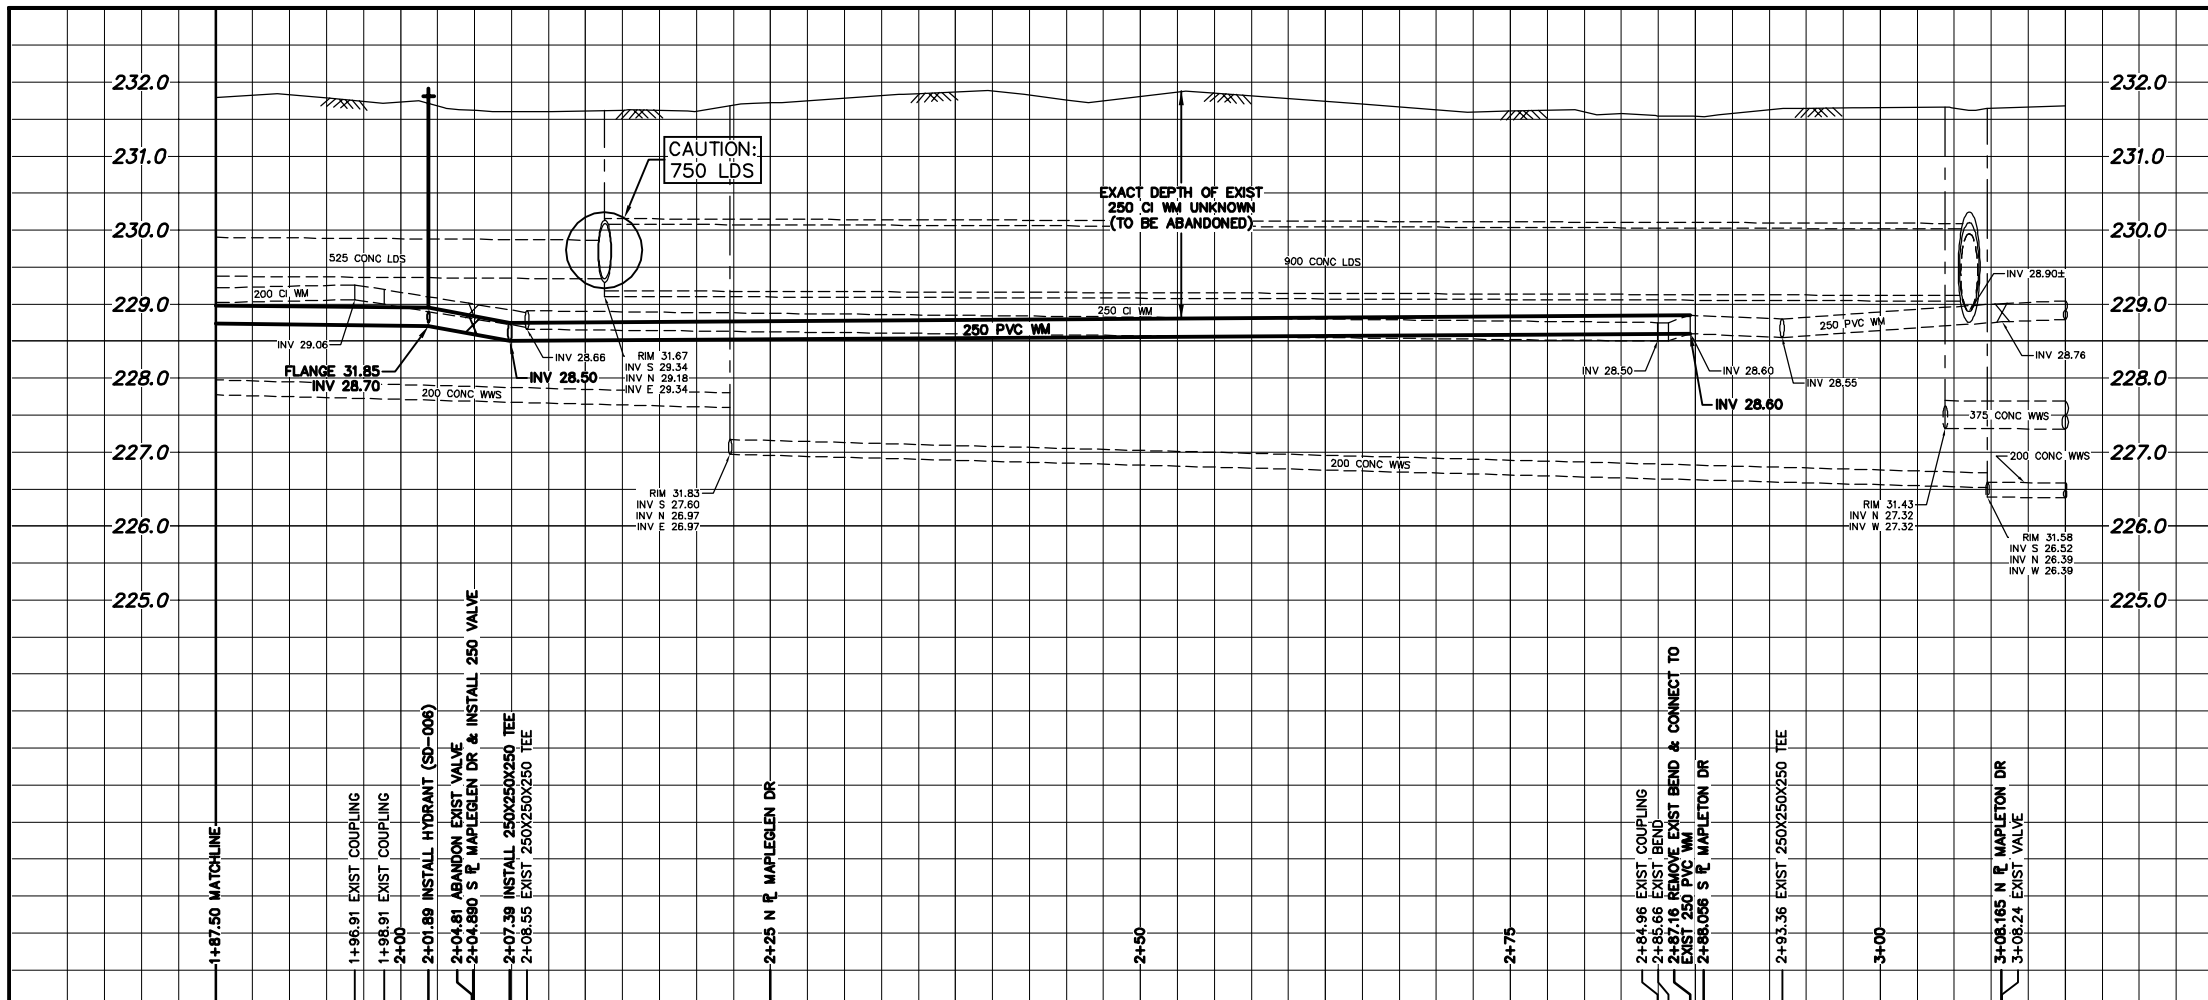 232.0
232.0
231.0
231.0
230.0
230.0
229.0
229.0
228.0
228.0
227.0
227.0
226.0
226.0
225.0
225.0
CAUTION:
750 LDS
EXACT DEPTH OF EXIST
250 CI WM UNKNOWN
(TO BE ABANDONED)
525 CONC LDS
900 CONC LDS
INV 28.90±
200 CI WM
250 CI WM
250 PVC WM
250 PVC WM
INV 29.06
FLANGE 31.85
INV 28.70
INV 28.66
INV 28.50
RIM 31.67
INV S 29.34
INV N 29.18
INV E 29.34
INV 28.50
INV 28.60
INV 28.60
INV 28.55
INV 28.76
200 CONC WWS
375 CONC WWS
200 CONC WWS
200 CONC WWS
RIM 31.83
INV S 27.60
INV N 26.97
INV E 26.97
RIM 31.43
INV N 27.32
INV W 27.32
RIM 31.58
INV S 26.52
INV N 26.39
INV W 26.39
1+87.50 MATCHLINE
1+96.91 EXIST COUPLING
1+98.91 EXIST COUPLING
2+00
2+01.89 INSTALL HYDRANT (SD-006)
2+04.81 ABANDON EXIST VALVE
2+04.890 S PL MAPLEGLEN DR & INSTALL 250 VALVE
2+07.39 INSTALL 250X250X250 TEE
2+08.55 EXIST 250X250X250 TEE
2+25 N PL MAPLEGLEN DR
2+50
2+75
2+84.96 EXIST COUPLING
2+85.66 EXIST BEND
2+87.16 REMOVE EXIST BEND & CONNECT TO
EXIST 250 PVC WM
2+88.056 S PL MAPLETON DR
2+93.36 EXIST 250X250X250 TEE
3+00
3+08.165 N PL MAPLETON DR
3+08.24 EXIST VALVE